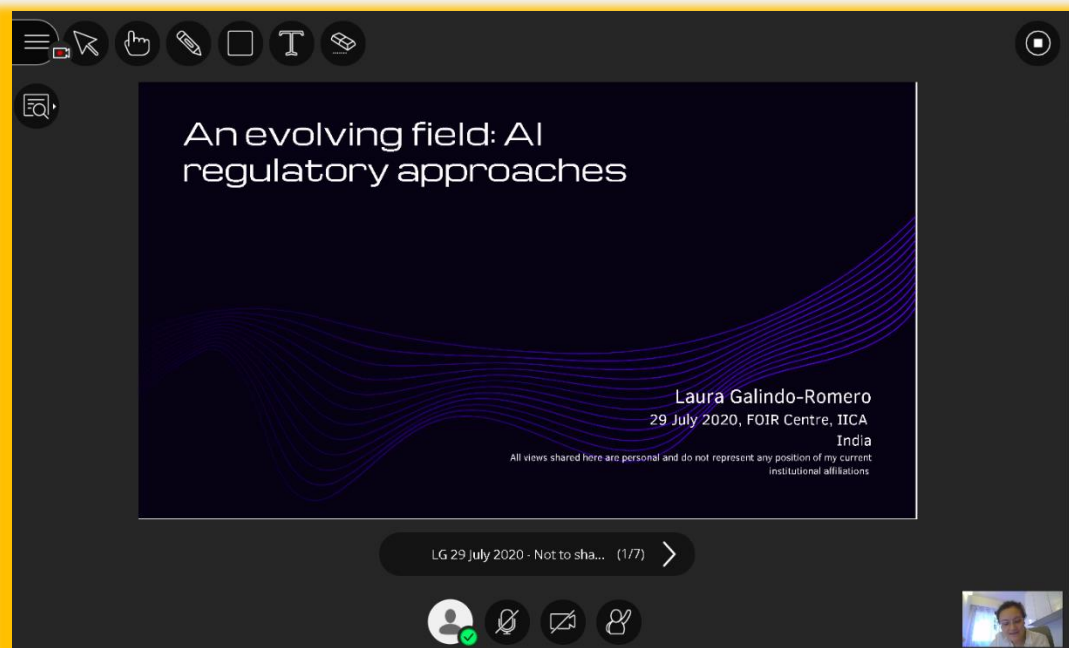 An evolving field: AI
regulatory approaches
Laura Galindo-Romero
29 July 2020, FOIR Centre, IICA
India
All views shared here are personal and do not represent any position of my current
institutional affiliations
LG 29 July 2020 - Not to sha... (1/7)